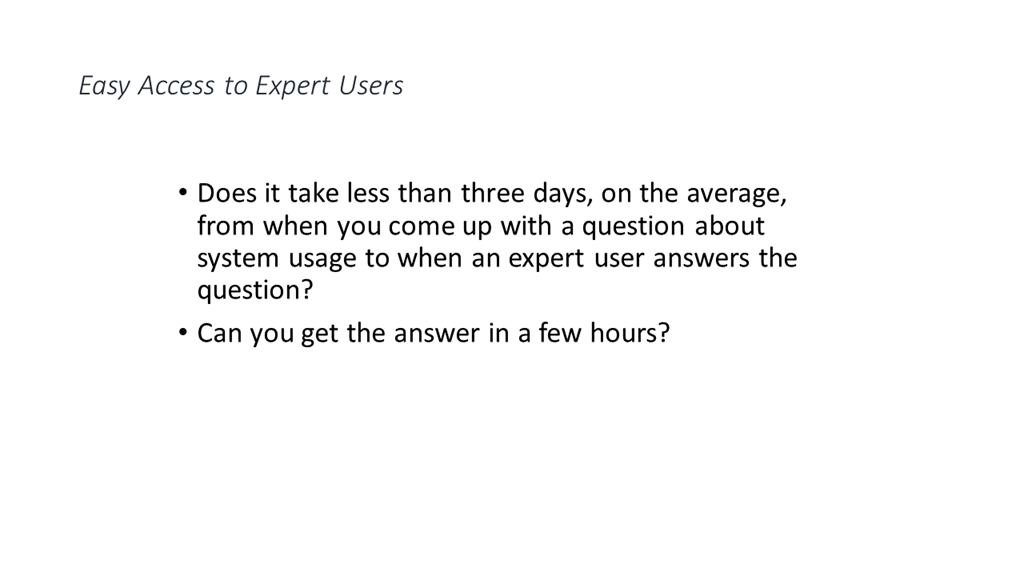 Easy Access to Expert Users
• Does it take less than three days, on the average,
from when you come up with a question about
system usage to when an expert user answers the
question?
• Can you get the answer in a few hours?